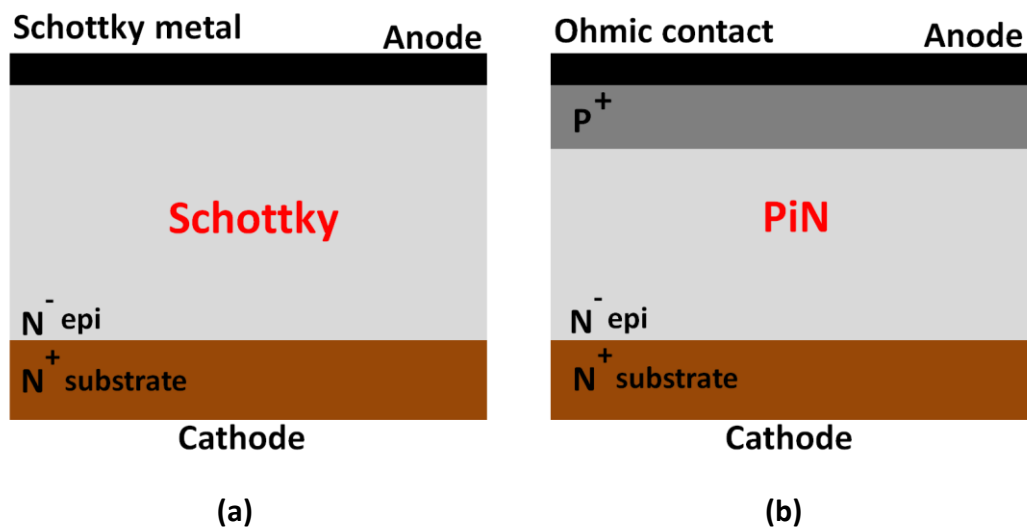 Schottky metal Anode
Schottky
N- epi
N+ substrate
Cathode
(a)
Ohmic contact Anode
P+
PiN
N- epi
N+ substrate
Cathode
(b)